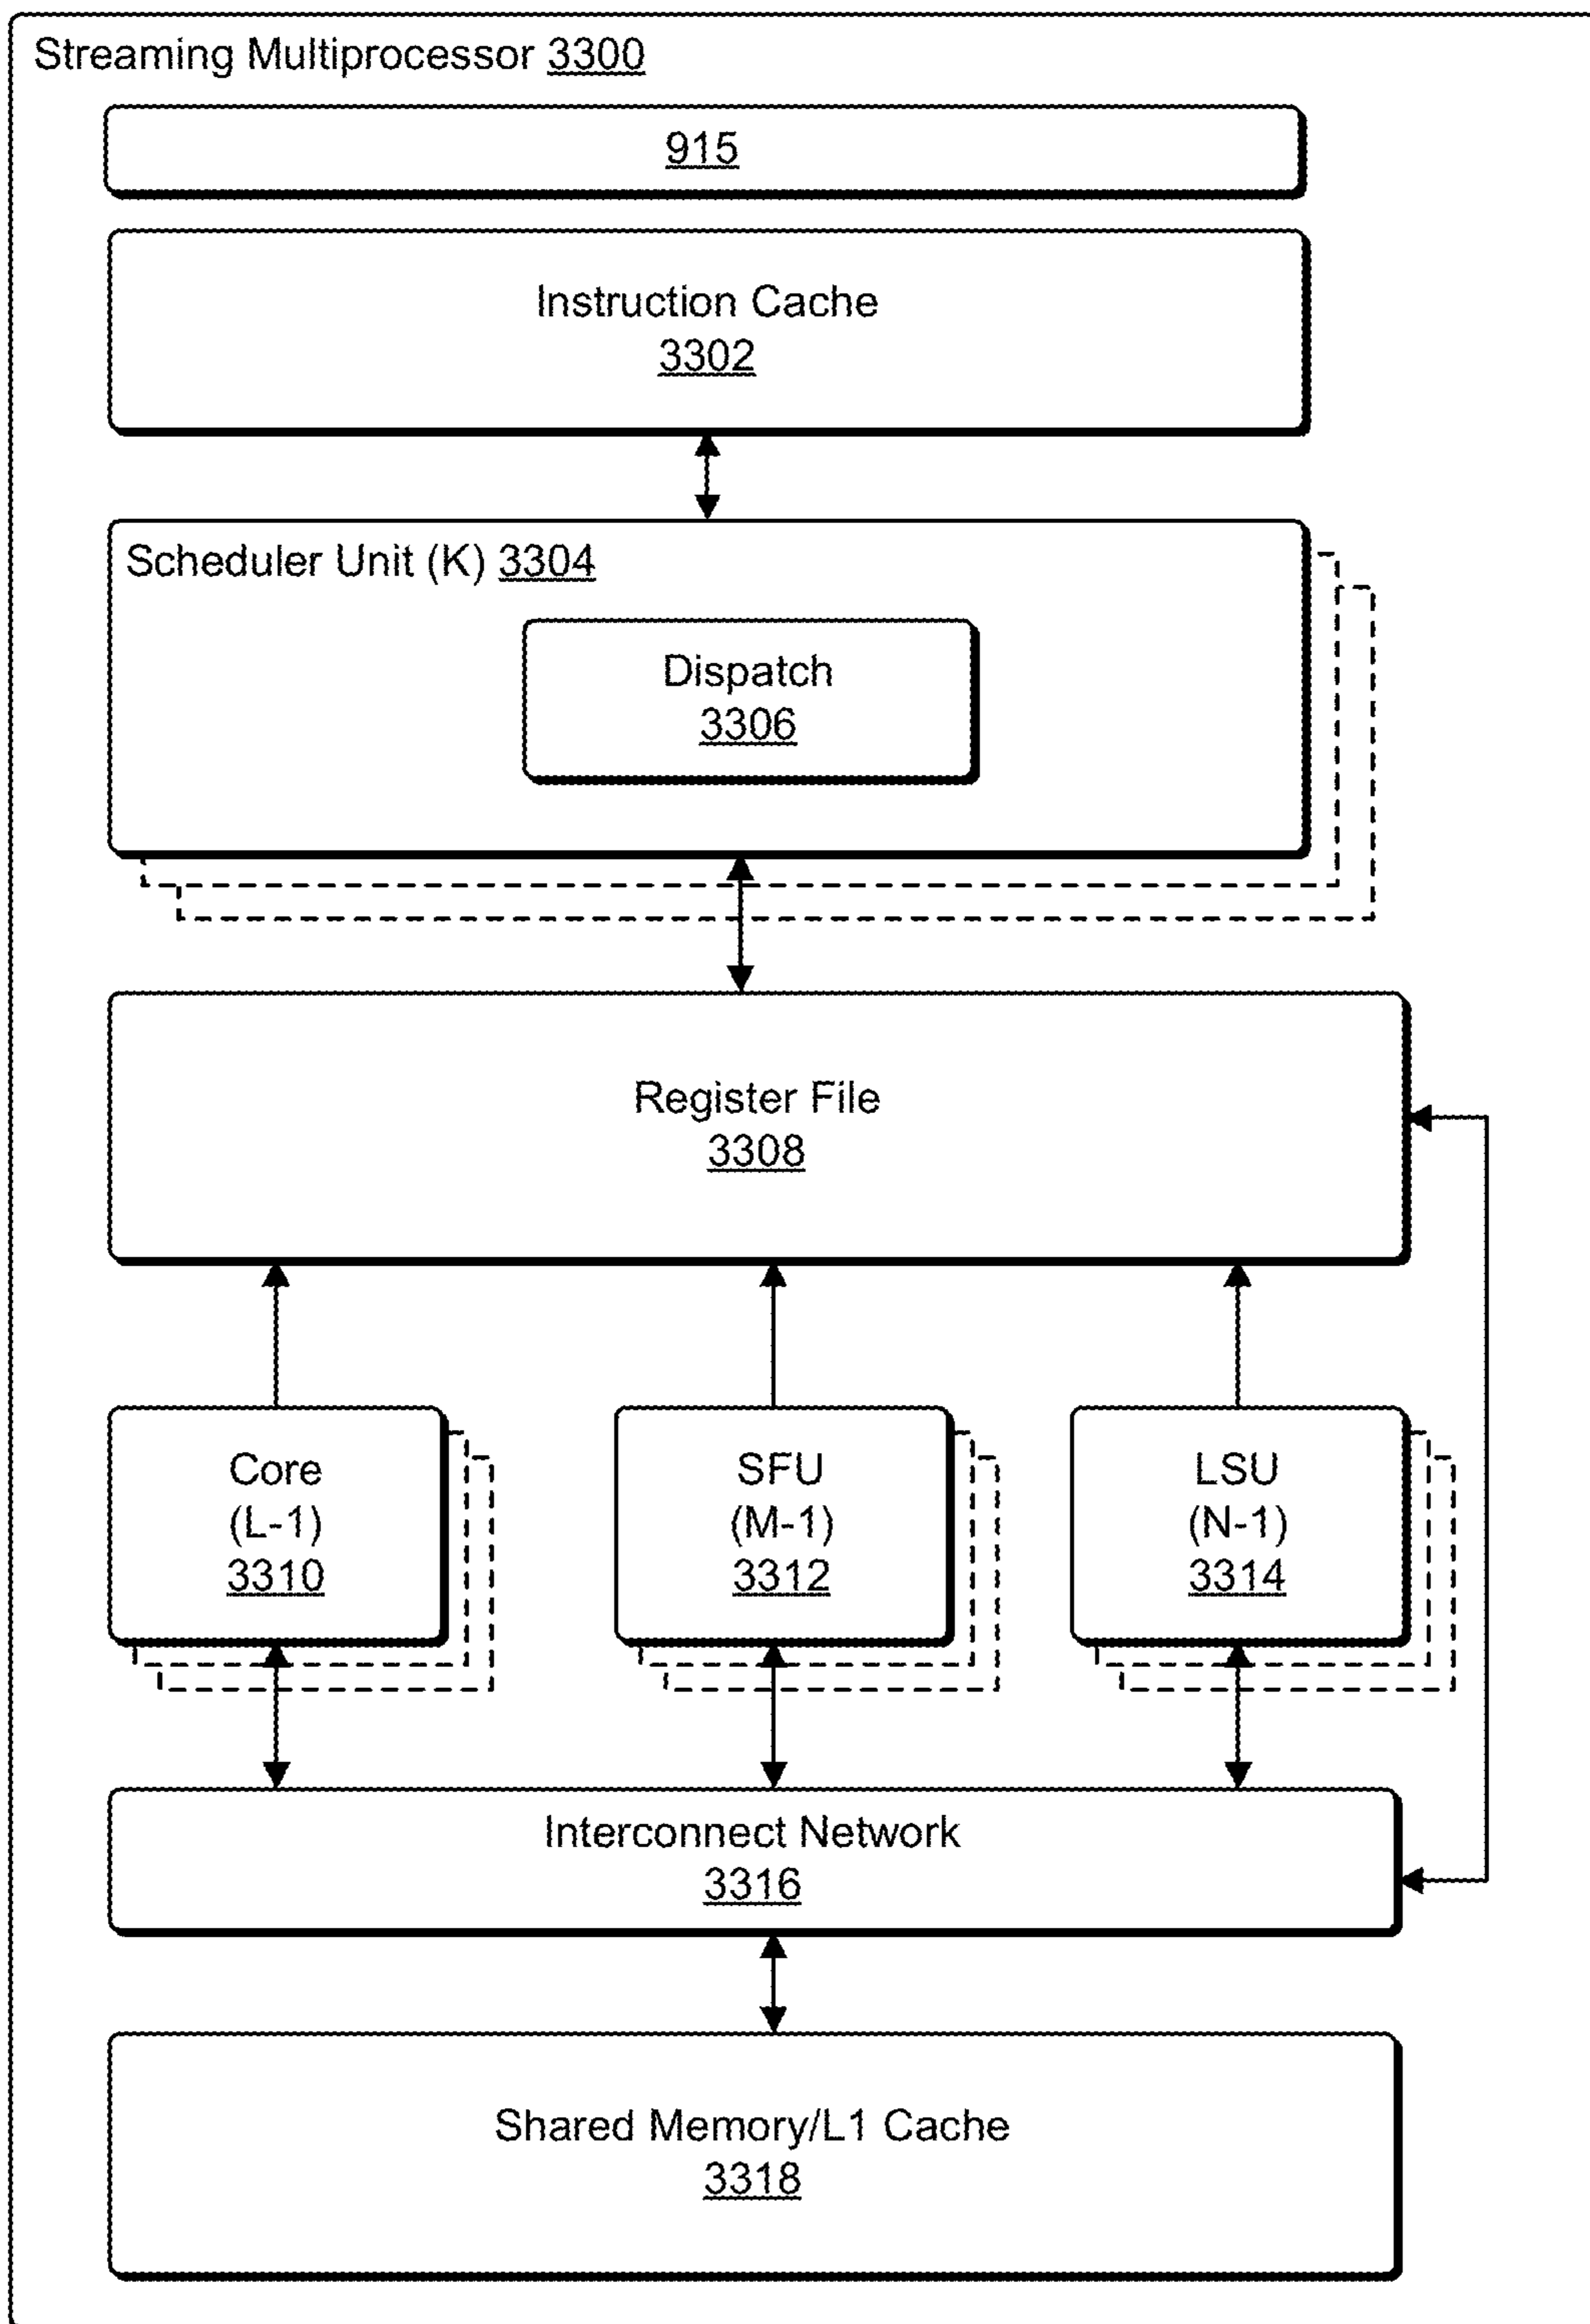 Streaming Multiprocessor 3300
915
Instruction Cache
3302
Scheduler Unit (K) 3304
Dispatch
3306
Register File
3308
Core
(L-1)
3310
SFU
(M-1)
3312
LSU
(N-1)
3314
Interconnect Network
3316
Shared Memory/L1 Cache
3318